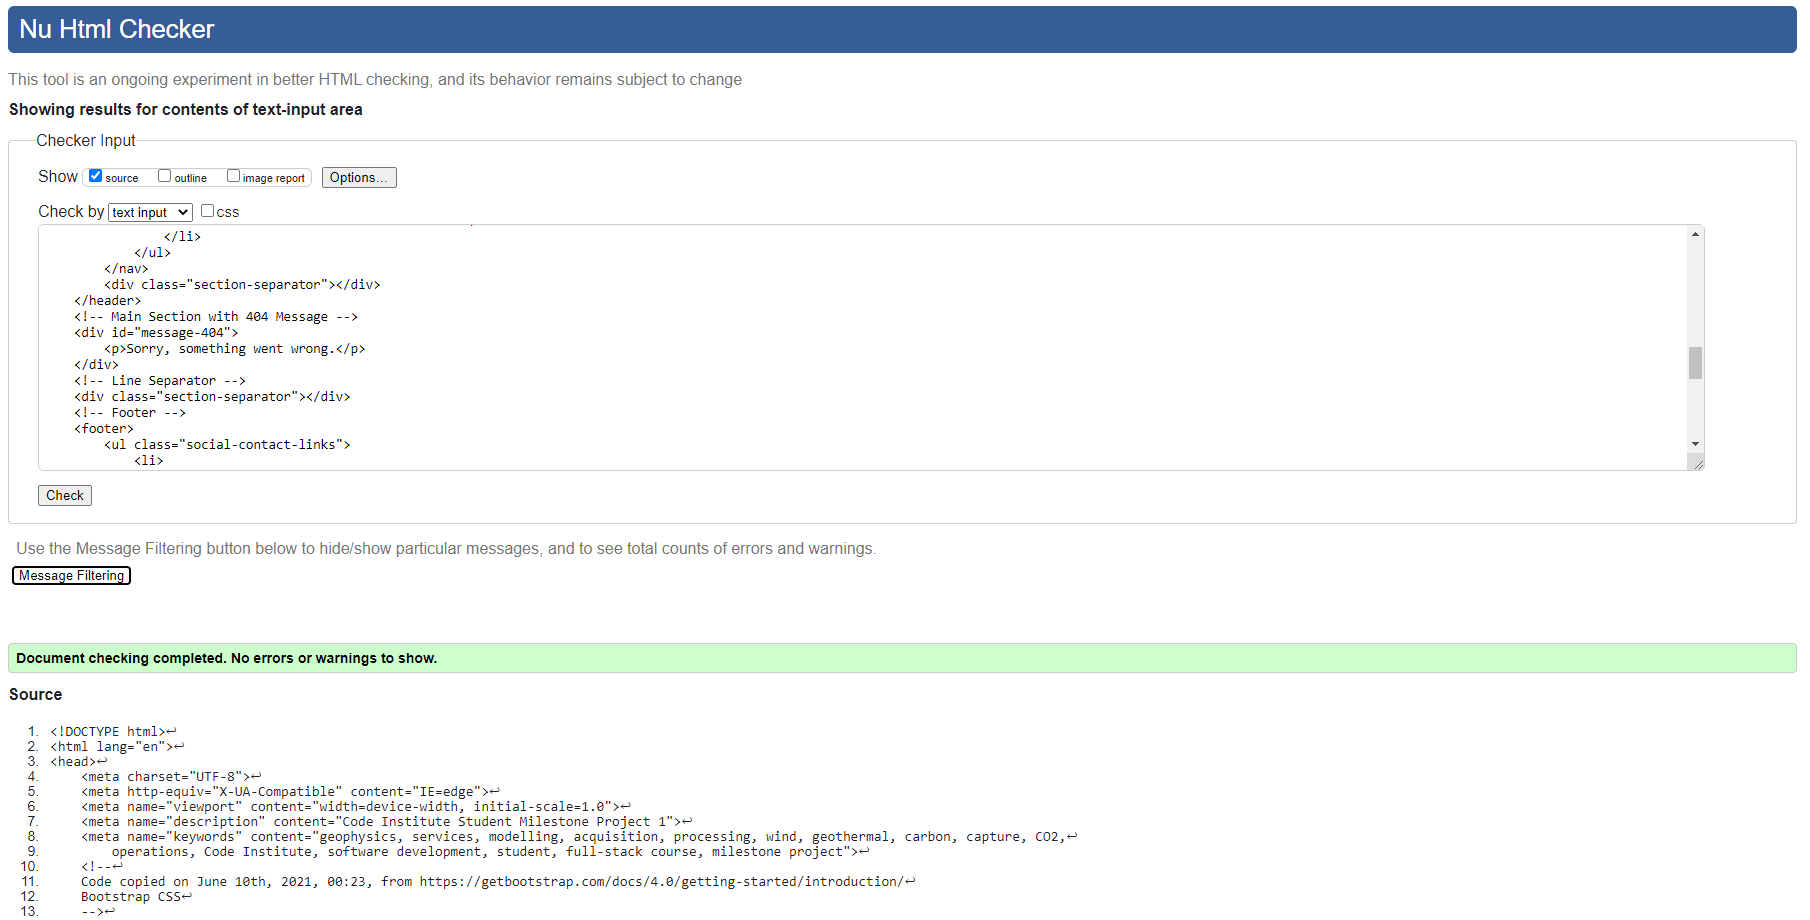 Nu Html Checker
This tool is an ongoing experiment in better HTML checking, and its behavior remains subject to change
Showing results for contents of text-input area
Checker Input
Show source outline image report Options...
Check by text input css
</li>
</ul>
</nav>
<div class="section-separator"></div>
</header>
<!-- Main Section with 404 Message -->
<div id="message-404">
<p>Sorry, something went wrong.</p>
</div>
<!-- Line Separator -->
<div class="section-separator"></div>
<!-- Footer -->
<footer>
<ul class="social-contact-links">
<li>
Check
Use the Message Filtering button below to hide/show particular messages, and to see total counts of errors and warnings.
Message Filtering
Document checking completed. No errors or warnings to show.
Source
1. <!DOCTYPE html>↩
2. <html lang="en">↩
3. <head>↩
4. <meta charset="UTF-8">↩
5. <meta http-equiv="X-UA-Compatible" content="IE=edge">↩
6. <meta name="viewport" content="width=device-width, initial-scale=1.0">↩
7. <meta name="description" content="Code Institute Student Milestone Project 1">↩
8. <meta name="keywords" content="geophysics, services, modelling, acquisition, processing, wind, geothermal, carbon, capture, CO2,↩
9. operations, Code Institute, software development, student, full-stack course, milestone project">↩
10. <!--↩
11. Code copied on June 10th, 2021, 00:23, from https://getbootstrap.com/docs/4.0/getting-started/introduction/↩
12. Bootstrap CSS↩
13. -->↩